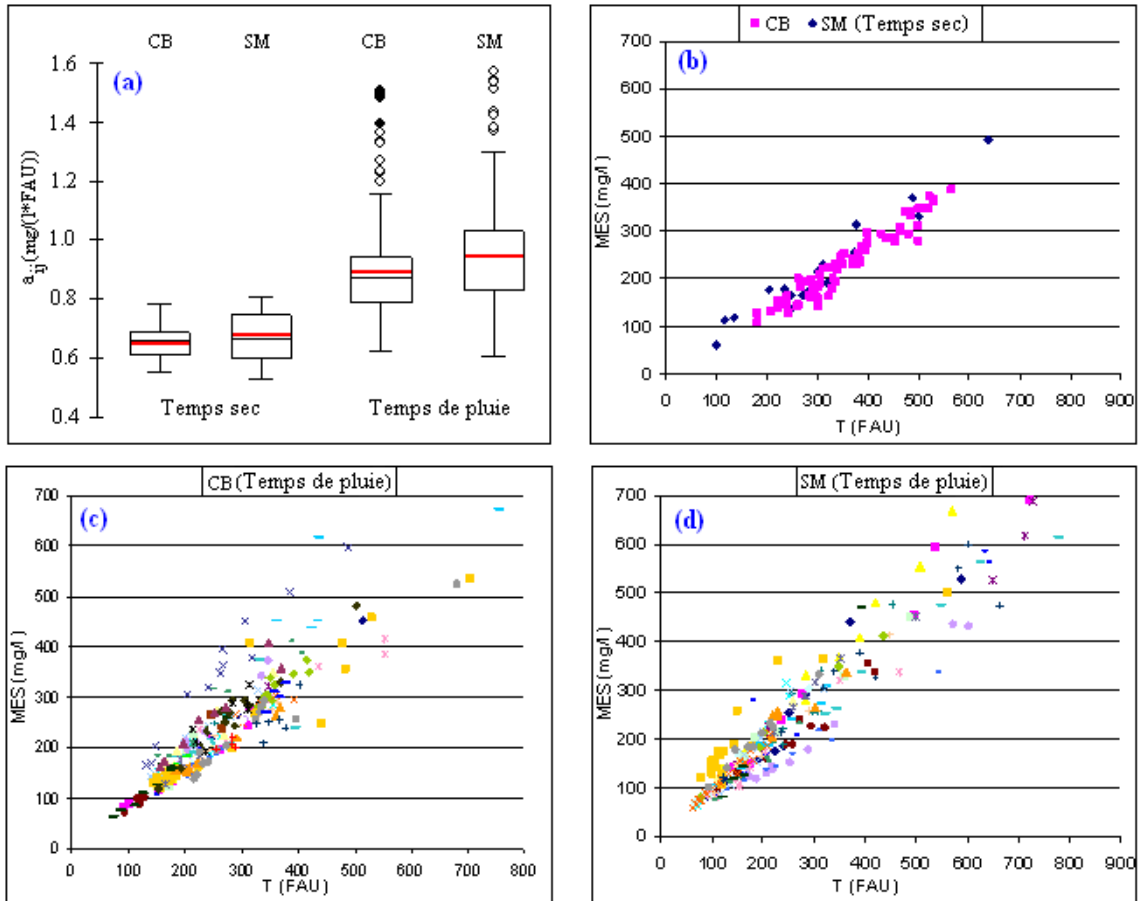 CB SM CB SM
(a)
1.6
1.4
1.2
1.0
0.8
0.6
0.4
a_ij (mg/(l*FAU))
Temps sec Temps de pluie
CB SM (Temps sec)
(b)
700
600
500
400
300
200
100
0
MES (mg/l)
0 100 200 300 400 500 600 700 800 900
T (FAU)
CB (Temps de pluie)
(c)
700
600
500
400
300
200
100
0
MES (mg/l)
0 100 200 300 400 500 600 700 800
T (FAU)
SM (Temps de pluie)
(d)
700
600
500
400
300
200
100
0
MES (mg/l)
0 100 200 300 400 500 600 700 800 900
T (FAU)